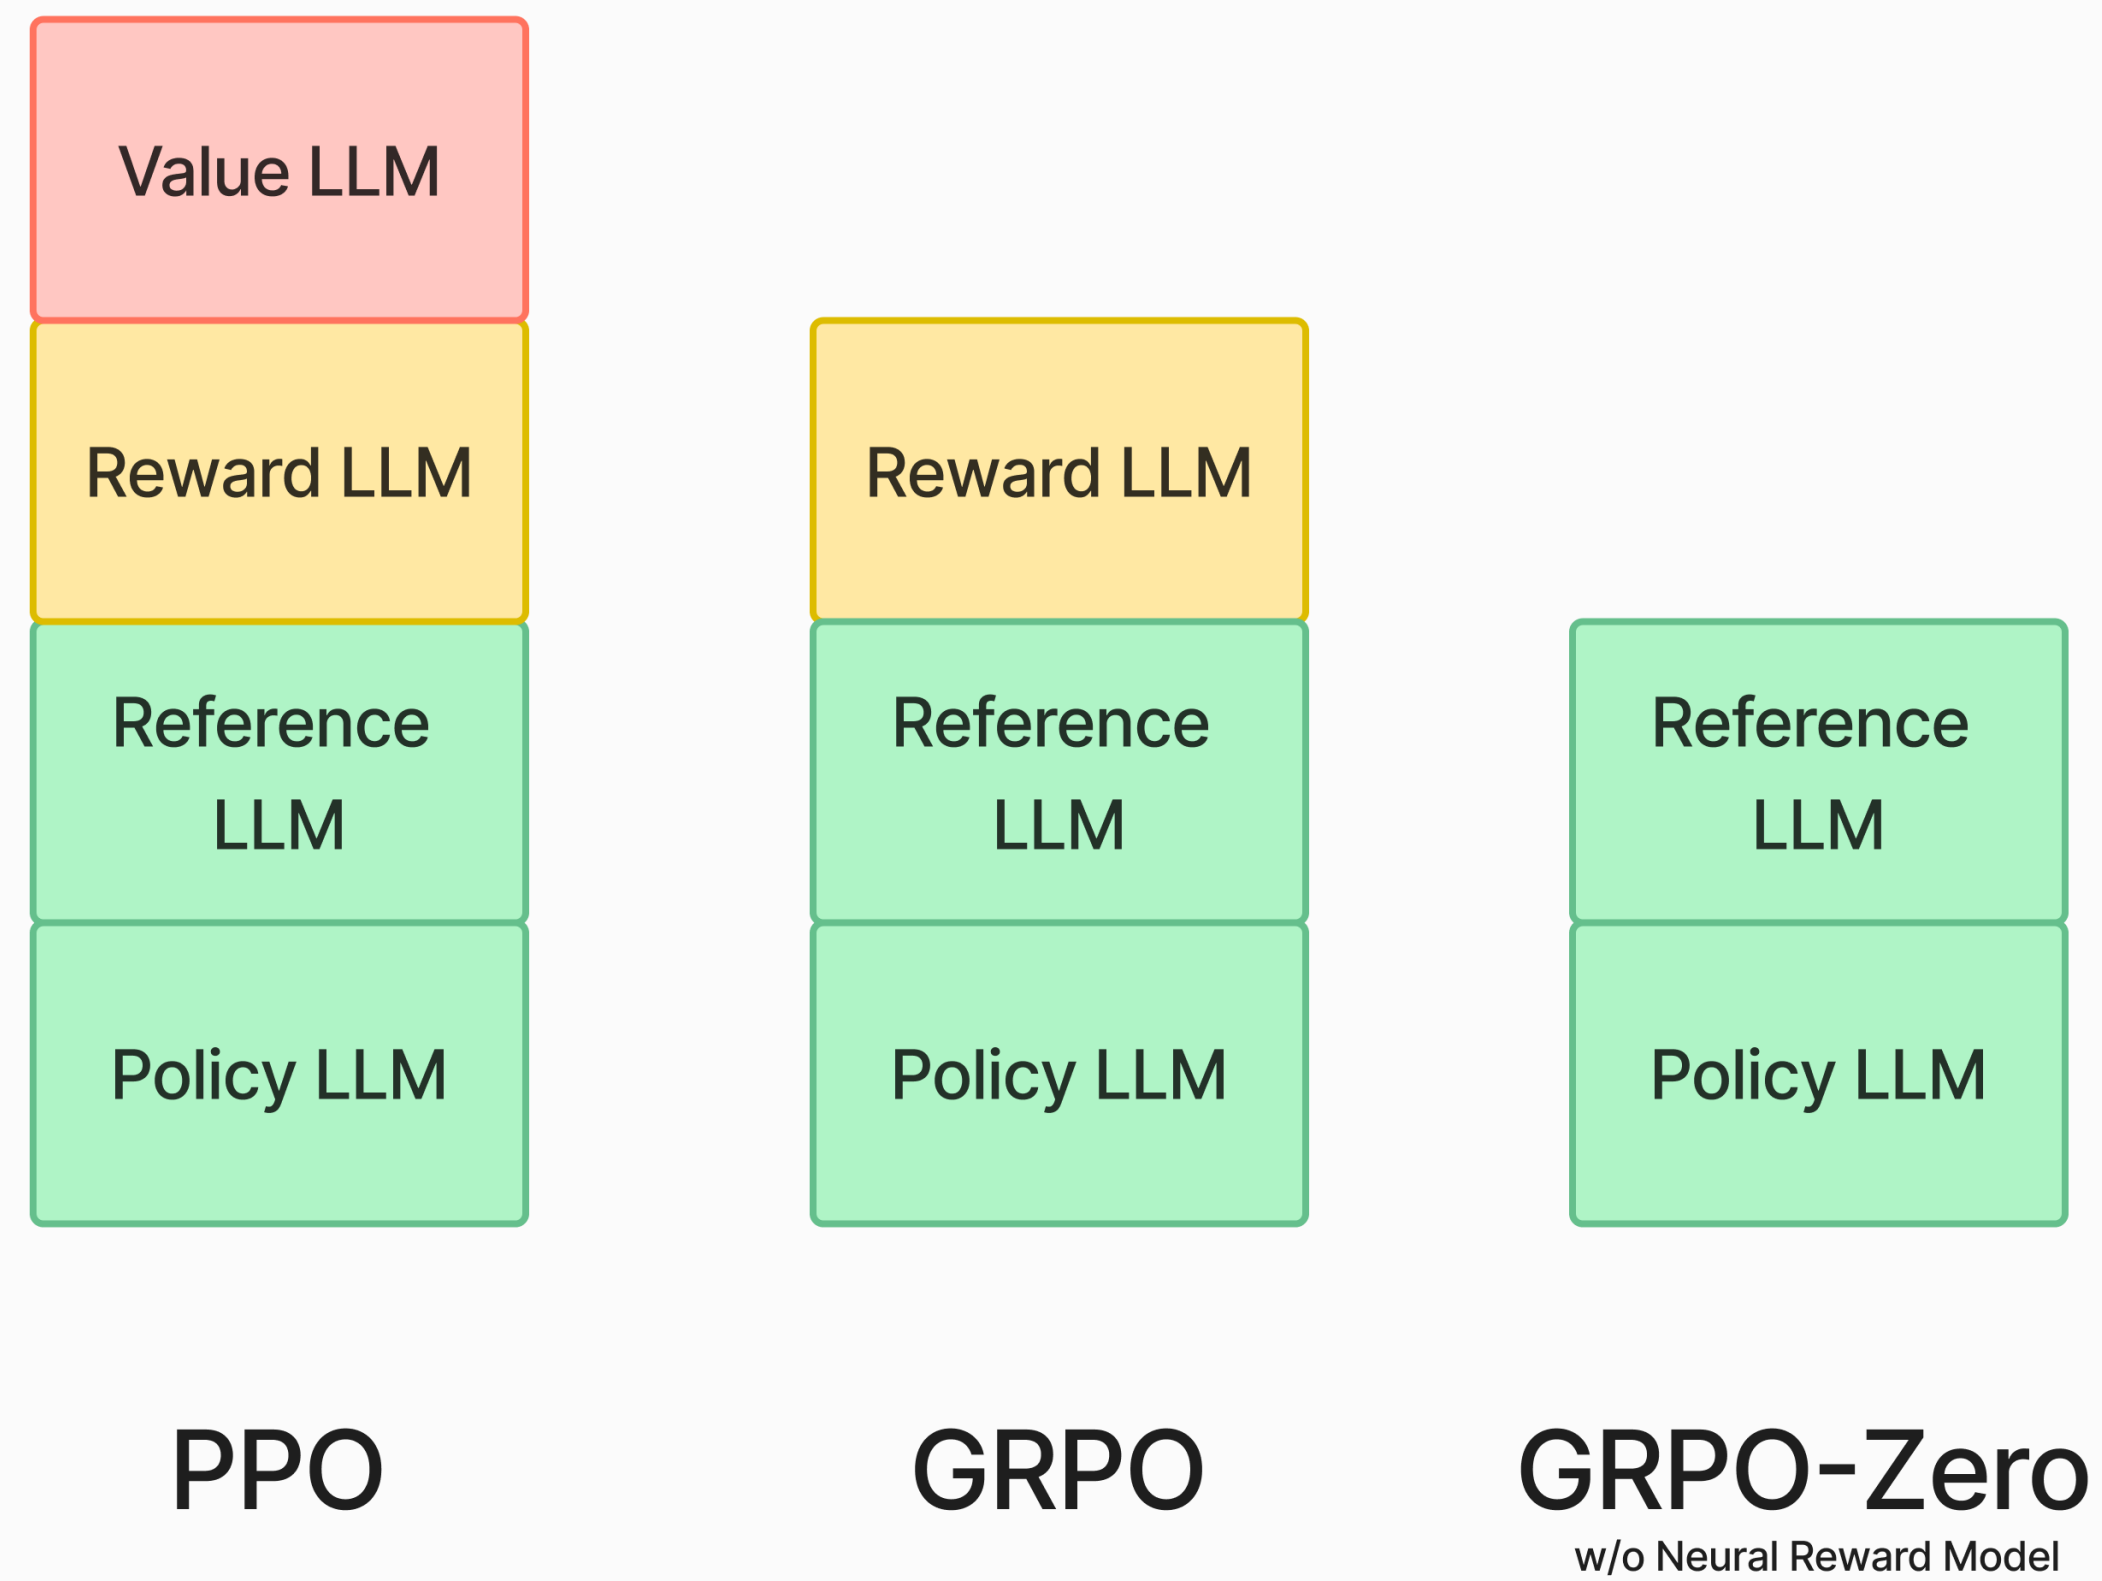 Value LLM
Reward LLM
Reference
LLM
Policy LLM
PPO
Reward LLM
Reference
LLM
Policy LLM
GRPO
Reference
LLM
Policy LLM
GRPO-Zero
w/o Neural Reward Model